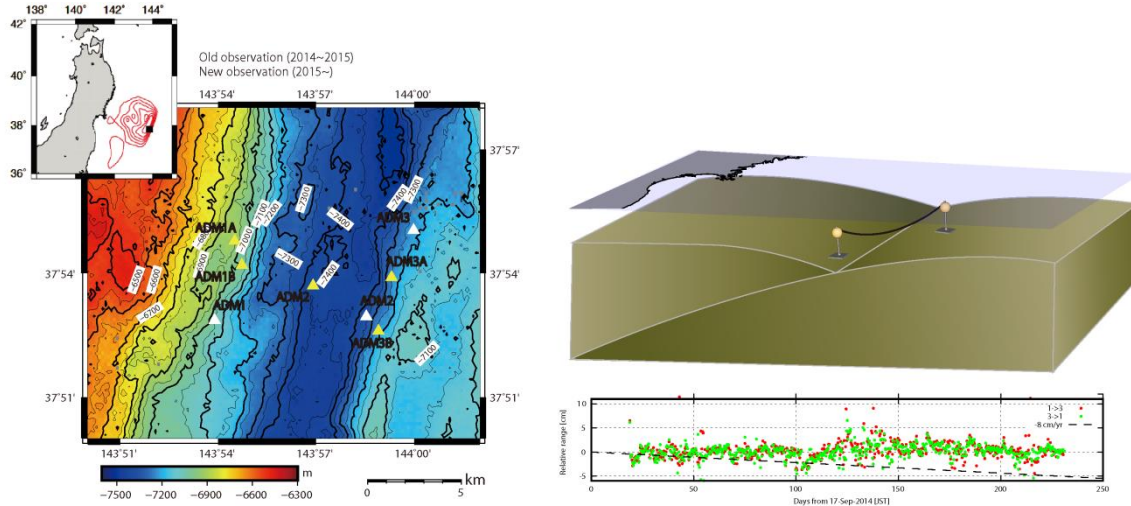 138° 140° 142° 144°
42°
40°
38°
36°
Old observation (2014~2015)
New observation (2015~)
143°54' 143°57' 144°00'
37°57'
37°54'
37°51'
-7100
-7200
-7300
-7400
-7400
-7300
ADM3
ADM1A
-7000
-6900
-7300
-7400
ADM3A
ADM1B
-6500
-6600
ADM2
ADM2
ADM1
-6700
ADM3B
-7100
143°51' 143°54' 143°57' 144°00'
m
-7500 -7200 -6900 -6600 -6300
km
0 5
Relative range [cm]
10
5
0
-5
1->3
3->1
-8 cm/yr
0 50 100 150 200 250
Days from 17-Sep-2014 [JST]